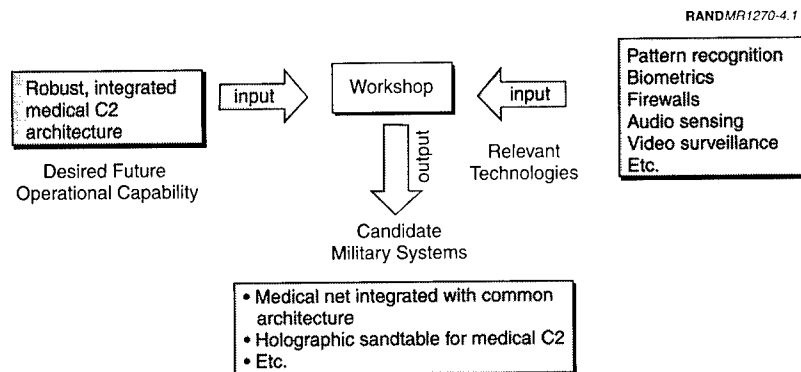 RANDMR1270-4.1
Robust, integrated
medical C2
architecture
input
Workshop
input
Pattern recognition
Biometrics
Firewalls
Audio sensing
Video surveillance
Etc.
Desired Future
Operational Capability
output
Relevant
Technologies
Candidate
Military Systems
• Medical net integrated with common
architecture
• Holographic sandtable for medical C2
• Etc.